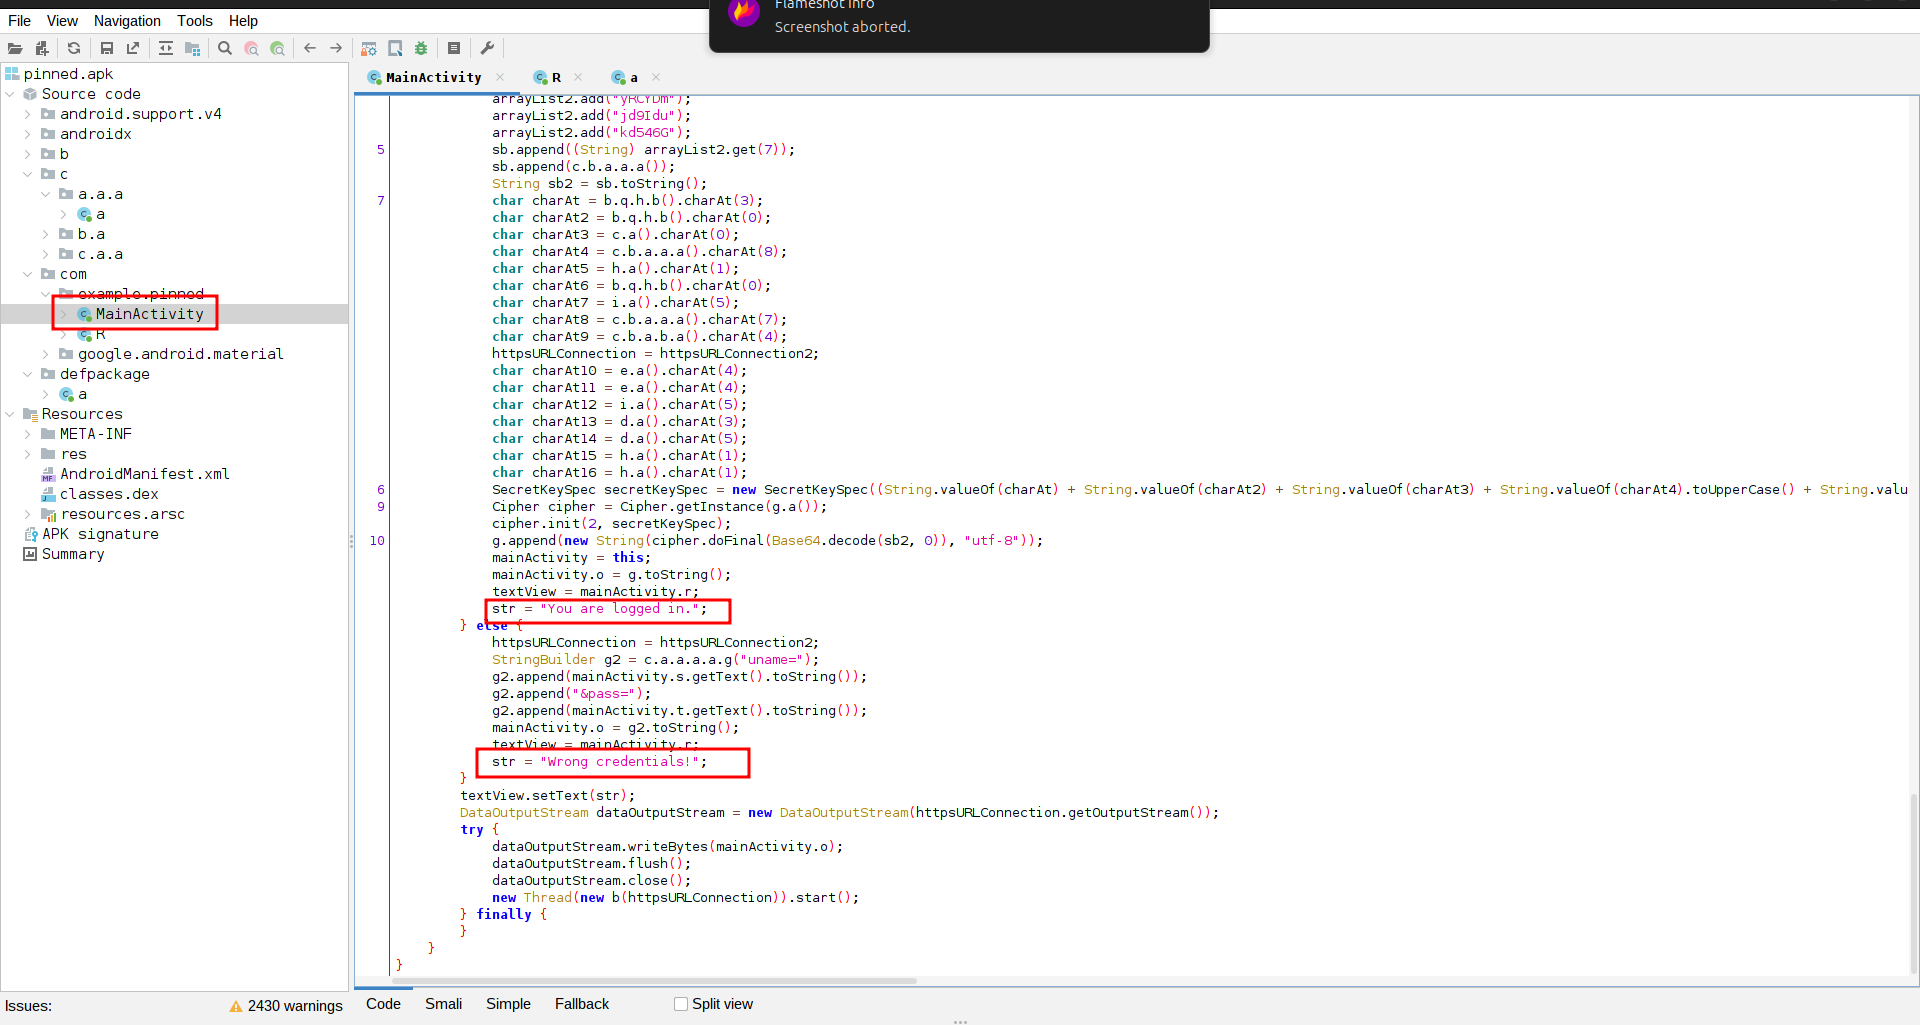 Flameshot Info
Screenshot aborted.
File View Navigation Tools Help
pinned.apk
Source code
android.support.v4
androidx
b
c
a.a.a
a
b.a
c.a.a
com
example.pinned
MainActivity
R
google.android.material
defpackage
a
Resources
META-INF
res
AndroidManifest.xml
classes.dex
resources.arsc
APK signature
Summary
MainActivity R a
arrayList2.add("yRCYDm");
arrayList2.add("jd9Idu");
arrayList2.add("kd546G");
5 sb.append((String) arrayList2.get(7));
sb.append(c.b.a.a.a());
String sb2 = sb.toString();
7 char charAt = b.q.h.b().charAt(3);
char charAt2 = b.q.h.b().charAt(0);
char charAt3 = c.a().charAt(0);
char charAt4 = c.b.a.a.a().charAt(8);
char charAt5 = h.a().charAt(1);
char charAt6 = b.q.h.b().charAt(0);
char charAt7 = i.a().charAt(5);
char charAt8 = c.b.a.a.a().charAt(7);
char charAt9 = c.b.a.b.a().charAt(4);
httpsURLConnection = httpsURLConnection2;
char charAt10 = e.a().charAt(4);
char charAt11 = e.a().charAt(4);
char charAt12 = i.a().charAt(5);
char charAt13 = d.a().charAt(3);
char charAt14 = d.a().charAt(5);
char charAt15 = h.a().charAt(1);
char charAt16 = h.a().charAt(1);
6 SecretKeySpec secretKeySpec = new SecretKeySpec((String.valueOf(charAt) + String.valueOf(charAt2) + String.valueOf(charAt3) + String.valueOf(charAt4).toUpperCase() + String.valu
9 Cipher cipher = Cipher.getInstance(g.a());
cipher.init(2, secretKeySpec);
10 g.append(new String(cipher.doFinal(Base64.decode(sb2, 0)), "utf-8"));
mainActivity = this;
mainActivity.o = g.toString();
textView = mainActivity.r;
str = "You are logged in.";
} else {
httpsURLConnection = httpsURLConnection2;
StringBuilder g2 = c.a.a.a.a.g("uname=");
g2.append(mainActivity.s.getText().toString());
g2.append("&pass=");
g2.append(mainActivity.t.getText().toString());
mainActivity.o = g2.toString();
textView = mainActivity.r;
str = "Wrong credentials!";
}
textView.setText(str);
DataOutputStream dataOutputStream = new DataOutputStream(httpsURLConnection.getOutputStream());
try {
dataOutputStream.writeBytes(mainActivity.o);
dataOutputStream.flush();
dataOutputStream.close();
new Thread(new b(httpsURLConnection)).start();
} finally {
}
}
}
Issues: 2430 warnings
Code Smali Simple Fallback Split view